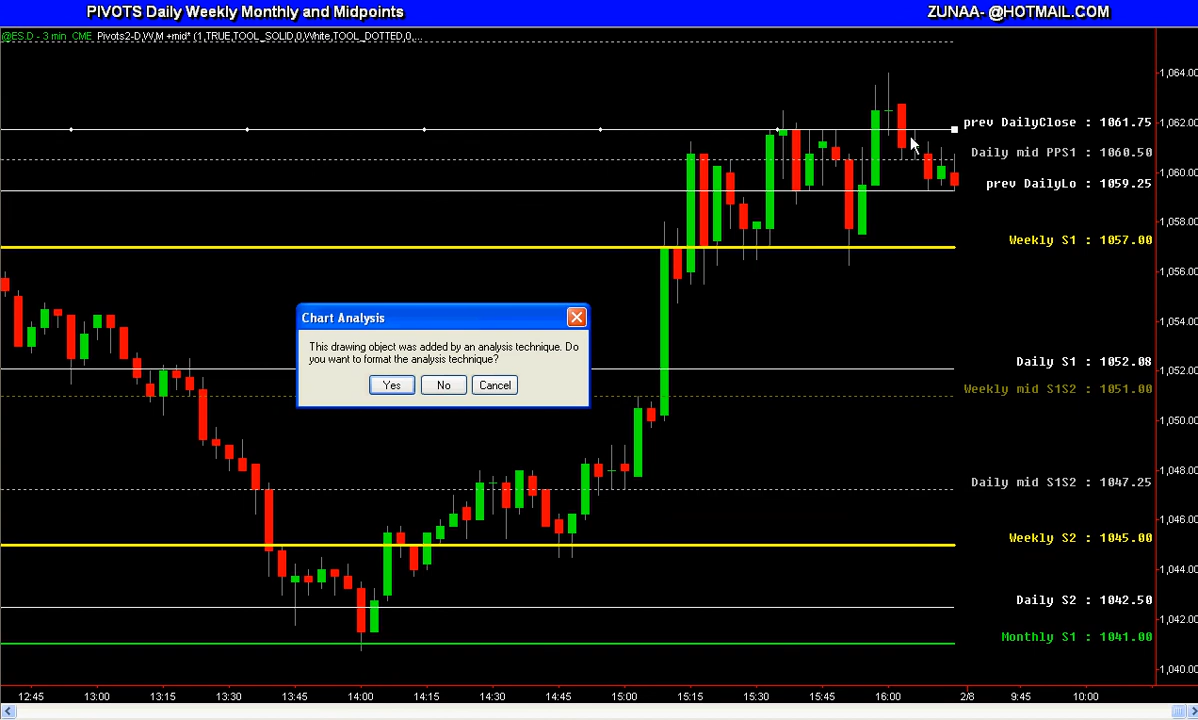 PIVOTS Daily Weekly Monthly and Midpoints
ZUNAA- @HOTMAIL.COM
@ES.D - 3 min CME Pivots2-D,W,M +mid* (1,TRUE,TOOL_SOLID,0,White,TOOL_DOTTED,0,...
1,064.00
prev DailyClose : 1061.75
1,062.00
Daily mid PPS1 : 1060.50
1,060.00
prev DailyLo : 1059.25
1,058.00
Weekly S1 : 1057.00
1,056.00
Chart Analysis
1,054.00
This drawing object was added by an analysis technique. Do
you want to format the analysis technique?
Daily S1 : 1052.08
1,052.00
Yes No Cancel
Weekly mid S1S2 : 1051.00
1,050.00
1,048.00
Daily mid S1S2 : 1047.25
1,046.00
Weekly S2 : 1045.00
1,044.00
Daily S2 : 1042.50
1,042.00
Monthly S1 : 1041.00
1,040.00
12:45 13:00 13:15 13:30 13:45 14:00 14:15 14:30 14:45 15:00 15:15 15:30 15:45 16:00 2/8 9:45 10:00